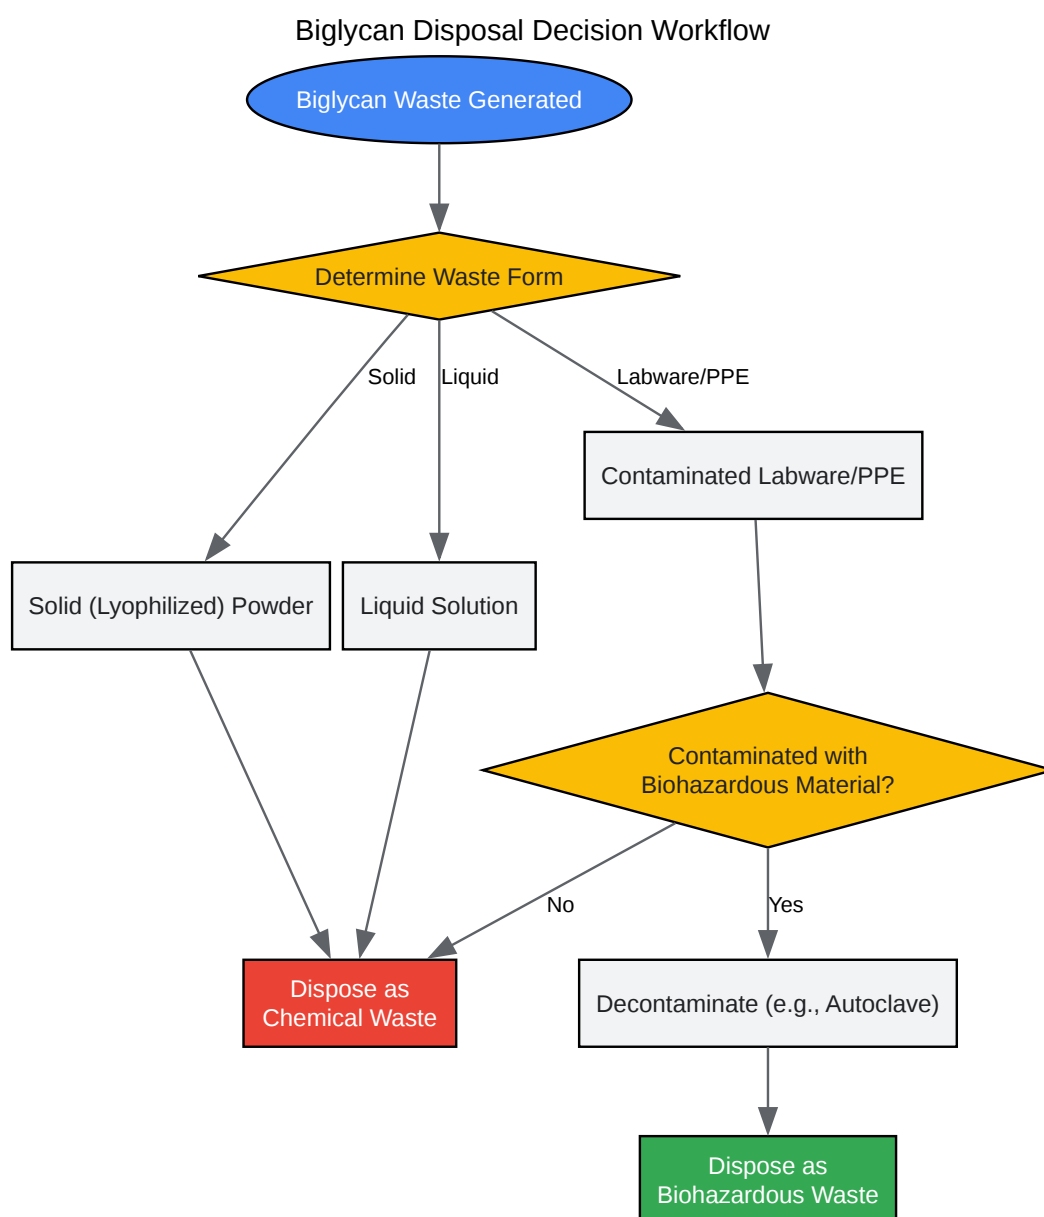 Biglycan Disposal Decision Workflow
Biglycan Waste Generated
Determine Waste Form
Solid
Liquid
Labware/PPE
Contaminated Labware/PPE
Solid (Lyophilized) Powder
Liquid Solution
Contaminated with
Biohazardous Material?
No
Yes
Dispose as
Chemical Waste
Decontaminate (e.g., Autoclave)
Dispose as
Biohazardous Waste